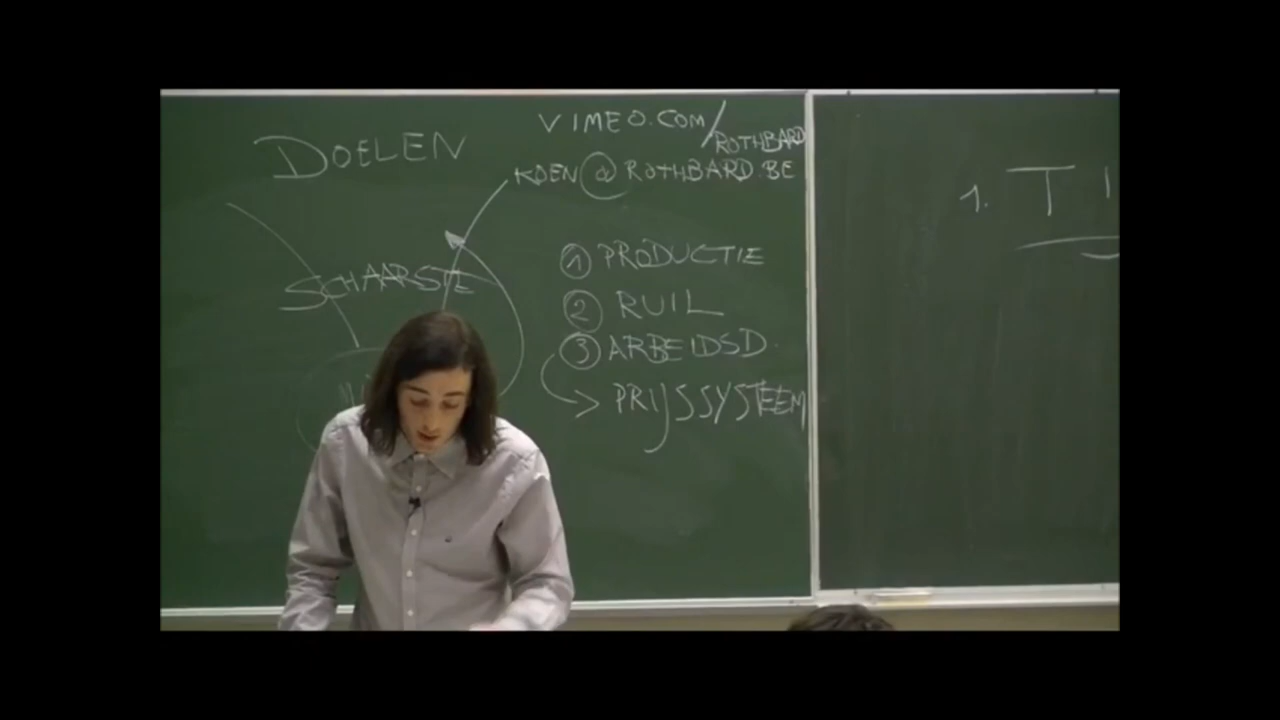 DOELEN
SCHAARSTE
VIMEO.COM/ROTHBARD
KOEN@ROTHBARD.BE
① PRODUCTIE
② RUIL
③ ARBEIDSD.
→ PRIJSSYSTEEM
1. T I